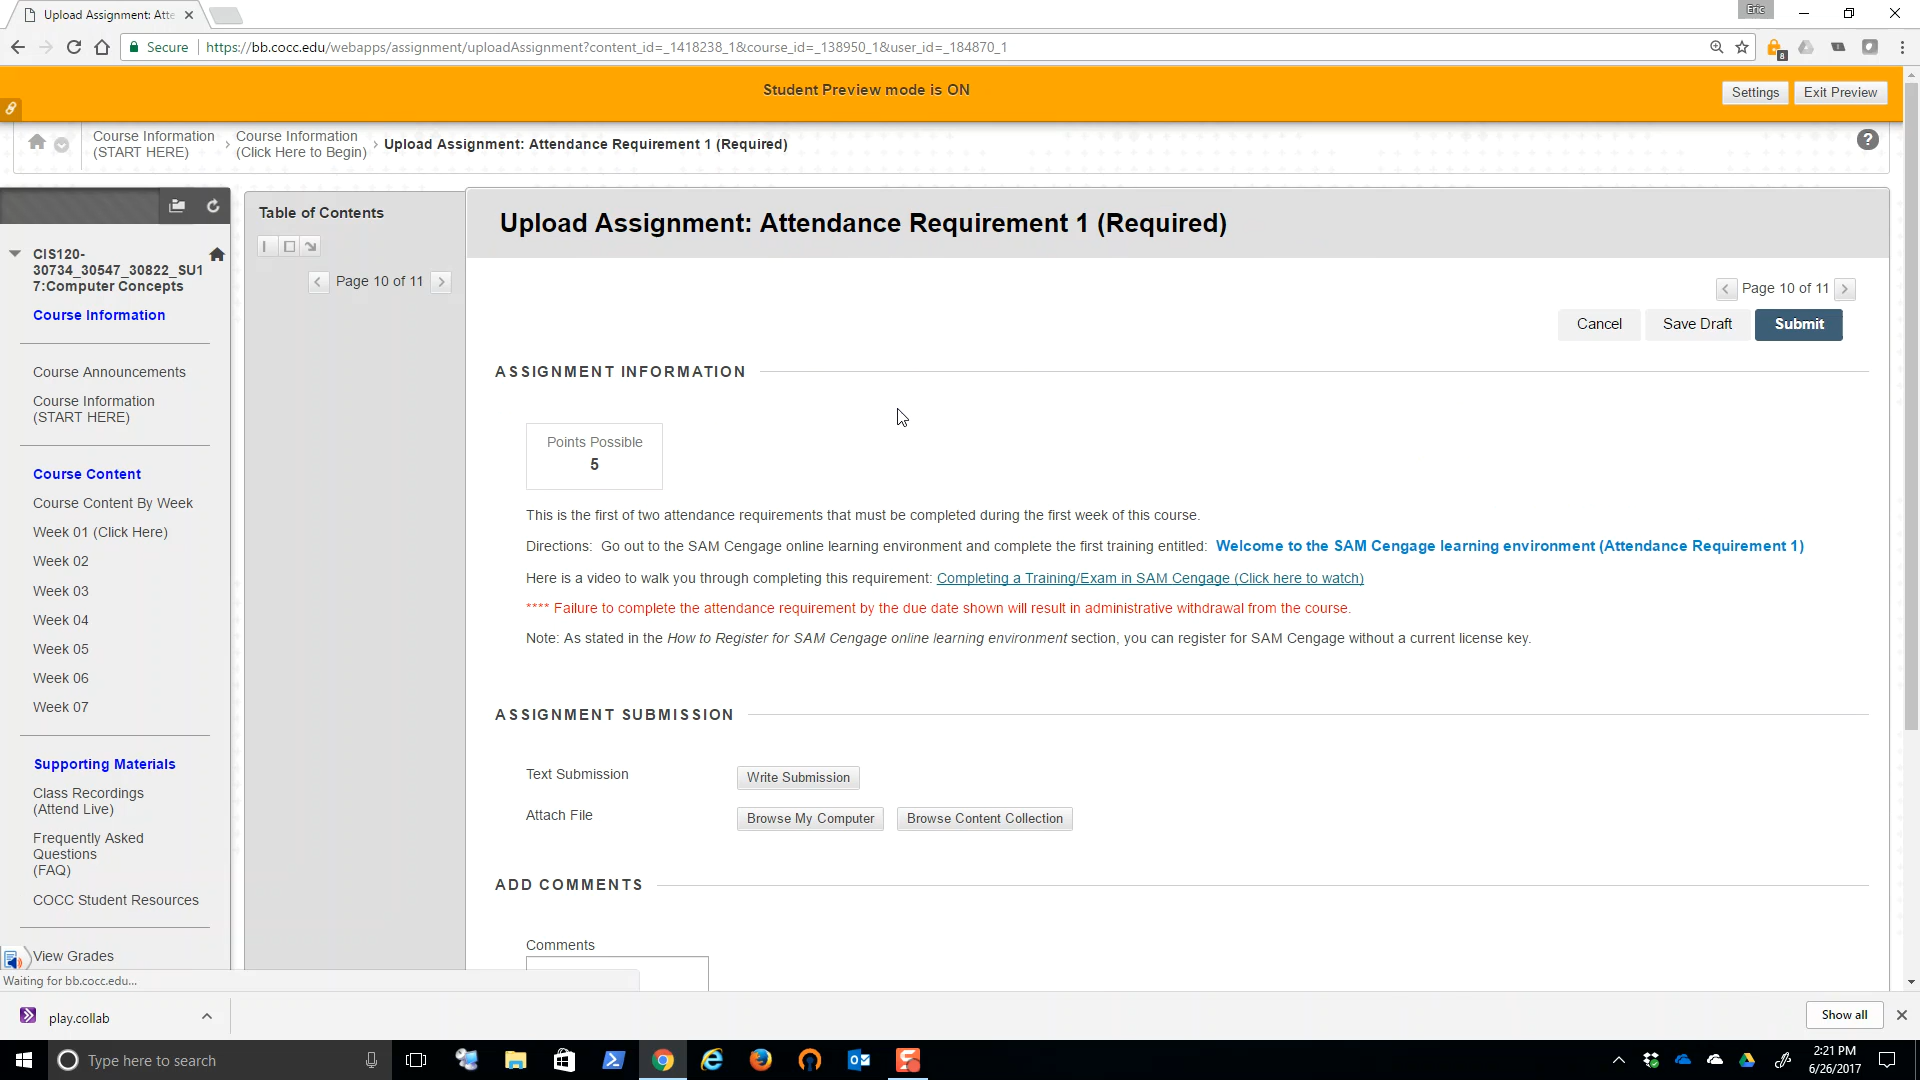 Upload Assignment: Atte
Eric
Secure
https://bb.cocc.edu/webapps/assignment/uploadAssignment?content_id=_1418238_1&course_id=_138950_1&user_id=_184870_1
8
Student Preview mode is ON
Settings
Exit Preview
Course Information
(START HERE)
Course Information
(Click Here to Begin)
Upload Assignment: Attendance Requirement 1 (Required)
?
CIS120-
30734_30547_30822_SU1
7:Computer Concepts
Course Information
Course Announcements
Course Information
(START HERE)
Course Content
Course Content By Week
Week 01 (Click Here)
Week 02
Week 03
Week 04
Week 05
Week 06
Week 07
Supporting Materials
Class Recordings
(Attend Live)
Frequently Asked
Questions
(FAQ)
COCC Student Resources
View Grades
Waiting for bb.cocc.edu...
Table of Contents
Page 10 of 11
Upload Assignment: Attendance Requirement 1 (Required)
Page 10 of 11
Cancel
Save Draft
Submit
ASSIGNMENT INFORMATION
Points Possible
5
This is the first of two attendance requirements that must be completed during the first week of this course.
Directions: Go out to the SAM Cengage online learning environment and complete the first training entitled: Welcome to the SAM Cengage learning environment (Attendance Requirement 1)
Here is a video to walk you through completing this requirement: Completing a Training/Exam in SAM Cengage (Click here to watch)
**** Failure to complete the attendance requirement by the due date shown will result in administrative withdrawal from the course.
Note: As stated in the How to Register for SAM Cengage online learning environment section, you can register for SAM Cengage without a current license key.
ASSIGNMENT SUBMISSION
Text Submission
Write Submission
Attach File
Browse My Computer
Browse Content Collection
ADD COMMENTS
Comments
play.collab
Show all
Type here to search
2:21 PM
6/26/2017